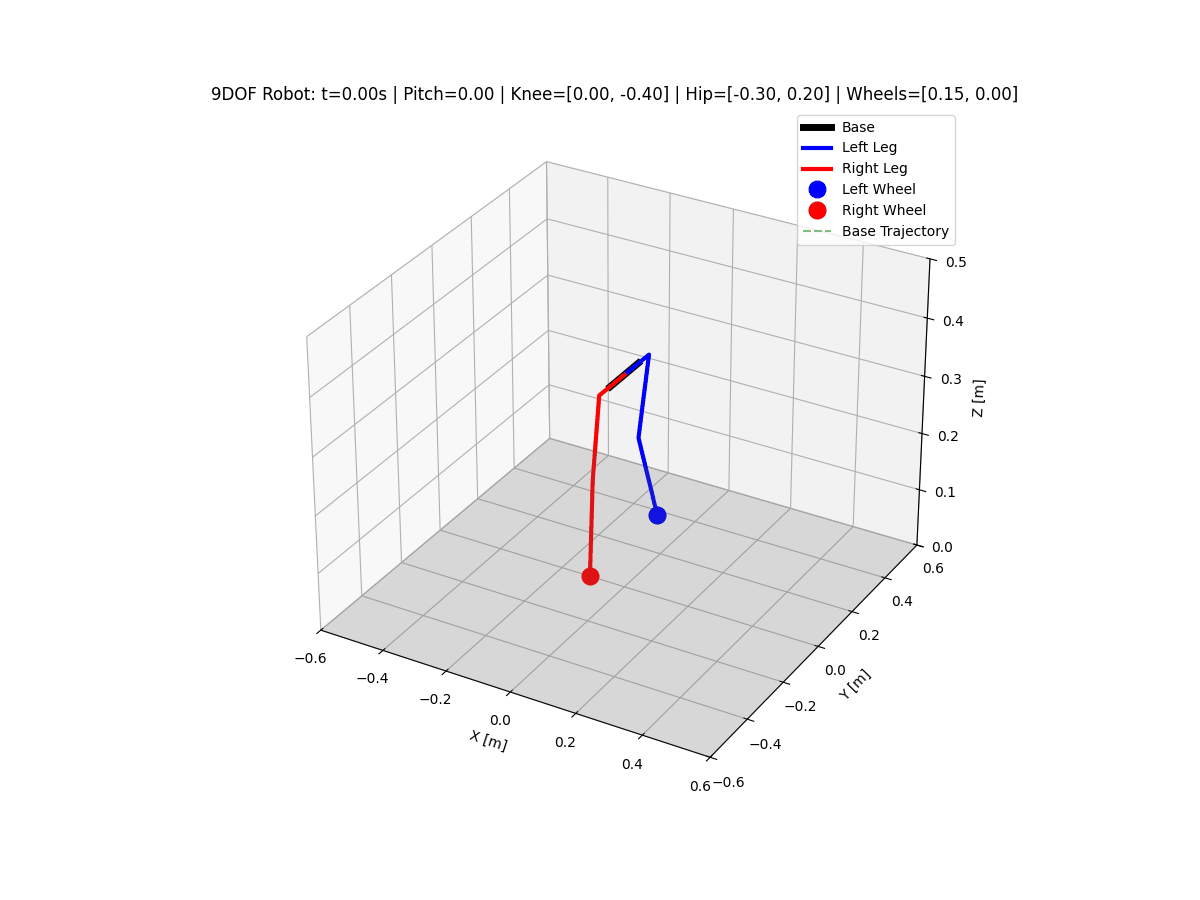 9DOF Robot: t=0.00s | Pitch=0.00 | Knee=[0.00, -0.40] | Hip=[-0.30, 0.20] | Wheels=[0.15, 0.00]
Base
Left Leg
Right Leg
Left Wheel
Right Wheel
Base Trajectory
0.5
0.4
0.3
0.2
0.1
0.0
Z [m]
0.6
0.4
0.2
0.0
−0.2
−0.4
−0.6
Y [m]
−0.6
−0.4
−0.2
0.0
0.2
0.4
0.6
X [m]